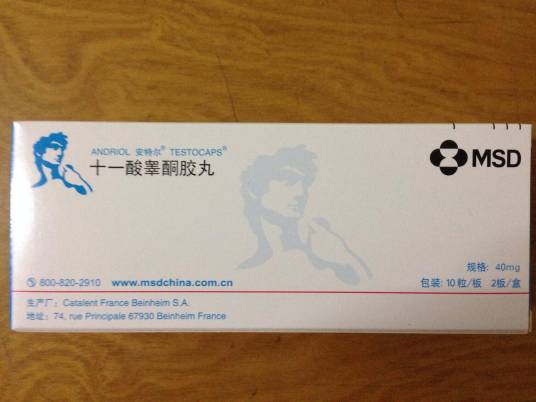 ANDRIOL 安特尔® TESTOCAPS®
十一酸睾酮胶丸
MSD
规格: 40mg
800-820-2910 www.msdchina.com.cn
包装: 10粒/板 2板/盒
生产厂: Catalent France Beinheim S.A.
地址: 74, rue Principale 67930 Beinheim France